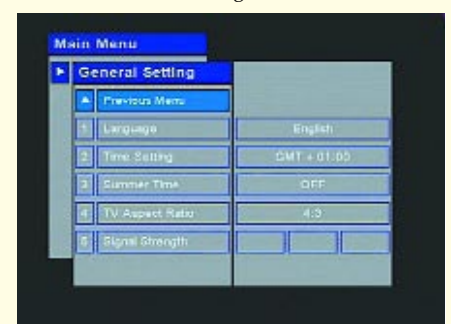 Main Menu
General Setting
Previous Menu
1 Language English
2 Time Setting GMT + 01:00
3 Summer Time OFF
4 TV Aspect Ratio 4:3
5 Signal Strength